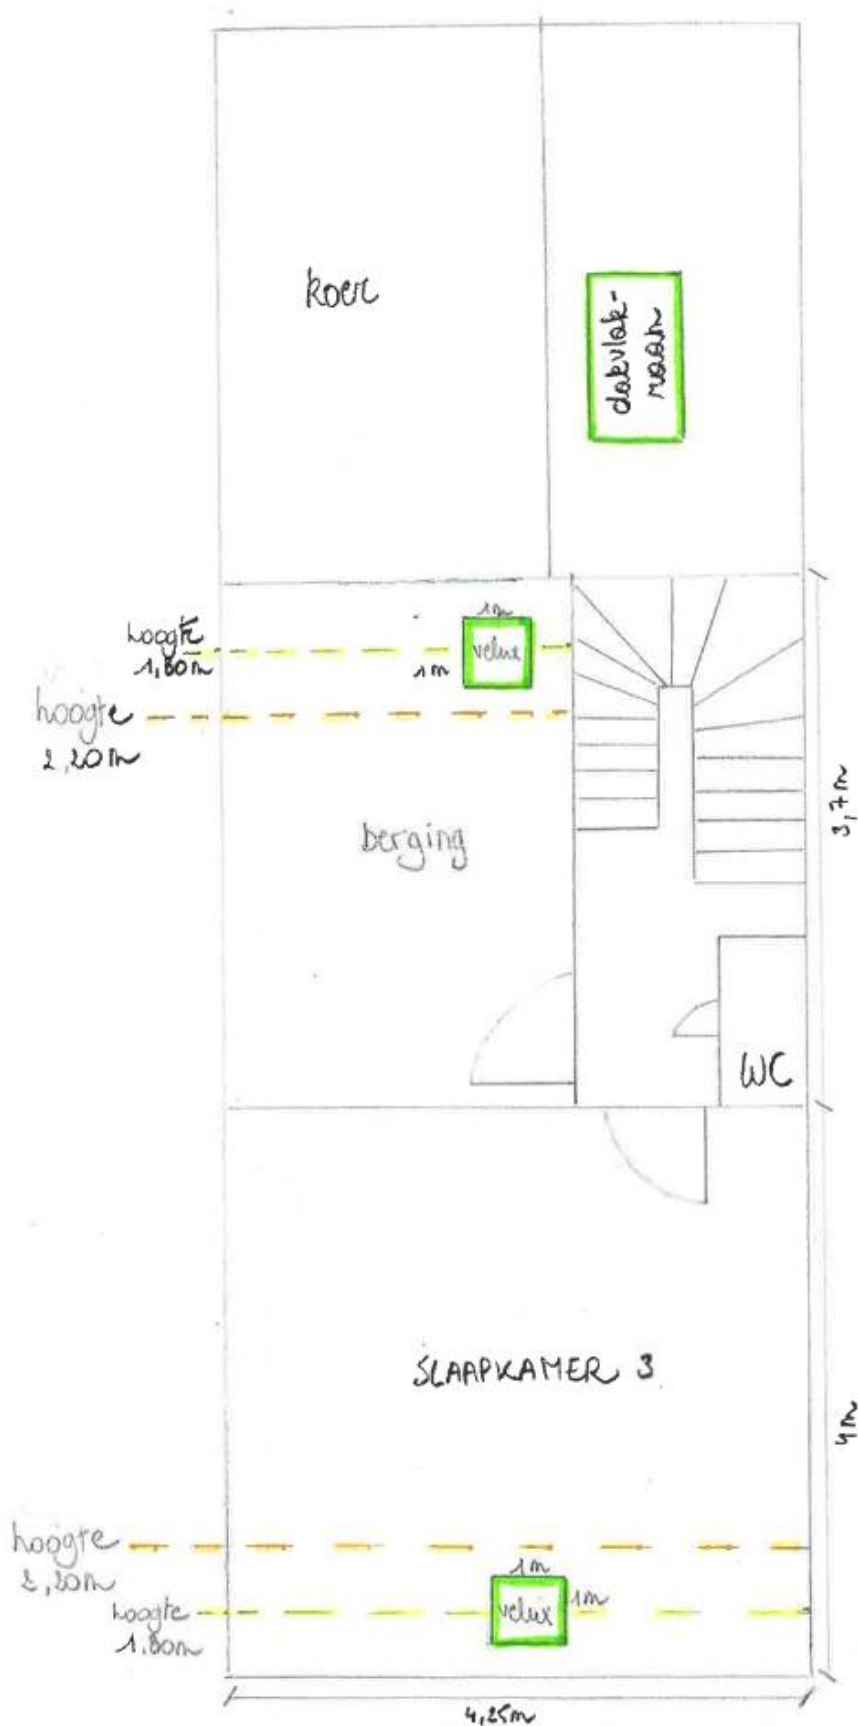 koer
dakvlak-
raam
1m
hoogte
1,80m
velux
1m
hoogte
2,20m
3,7m
berging
WC
SLAAPKAMER 3
4m
hoogte
2,20m
1m
1m
velux
hoogte
1.80m
4,25m